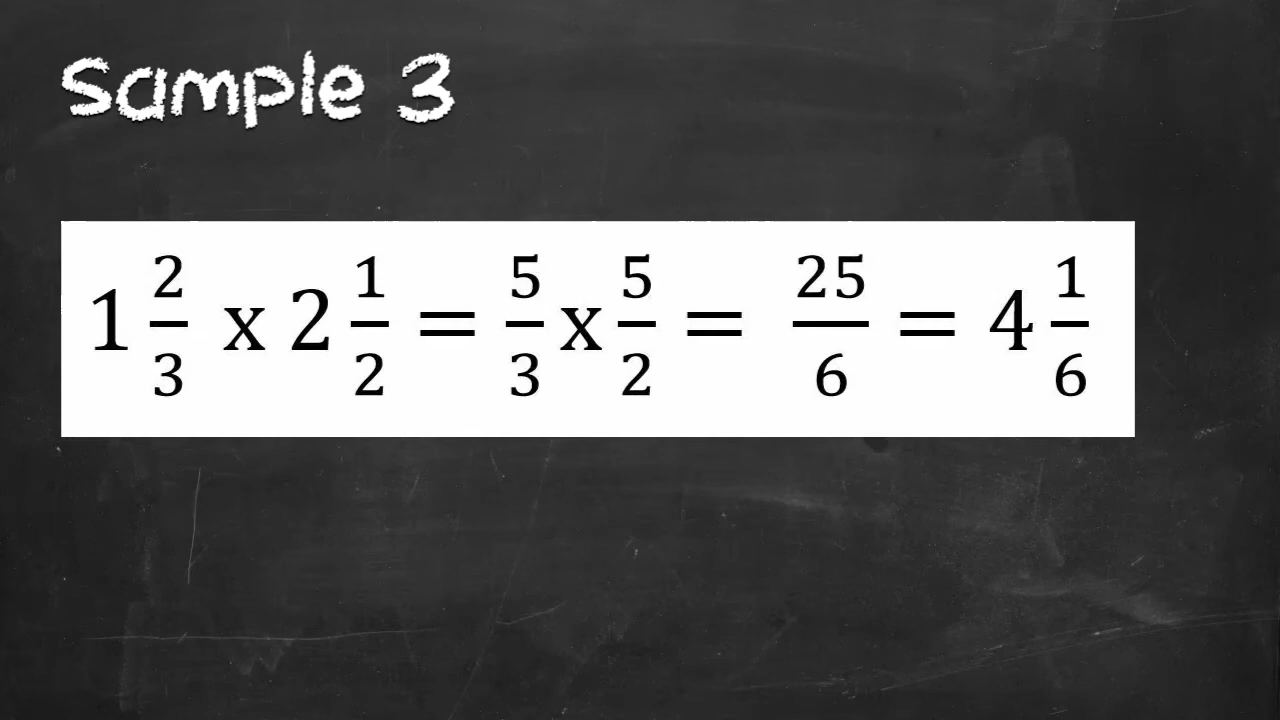 Sample 3
1 2/3 x 2 1/2 = 5/3 x 5/2 = 25/6 = 4 1/6